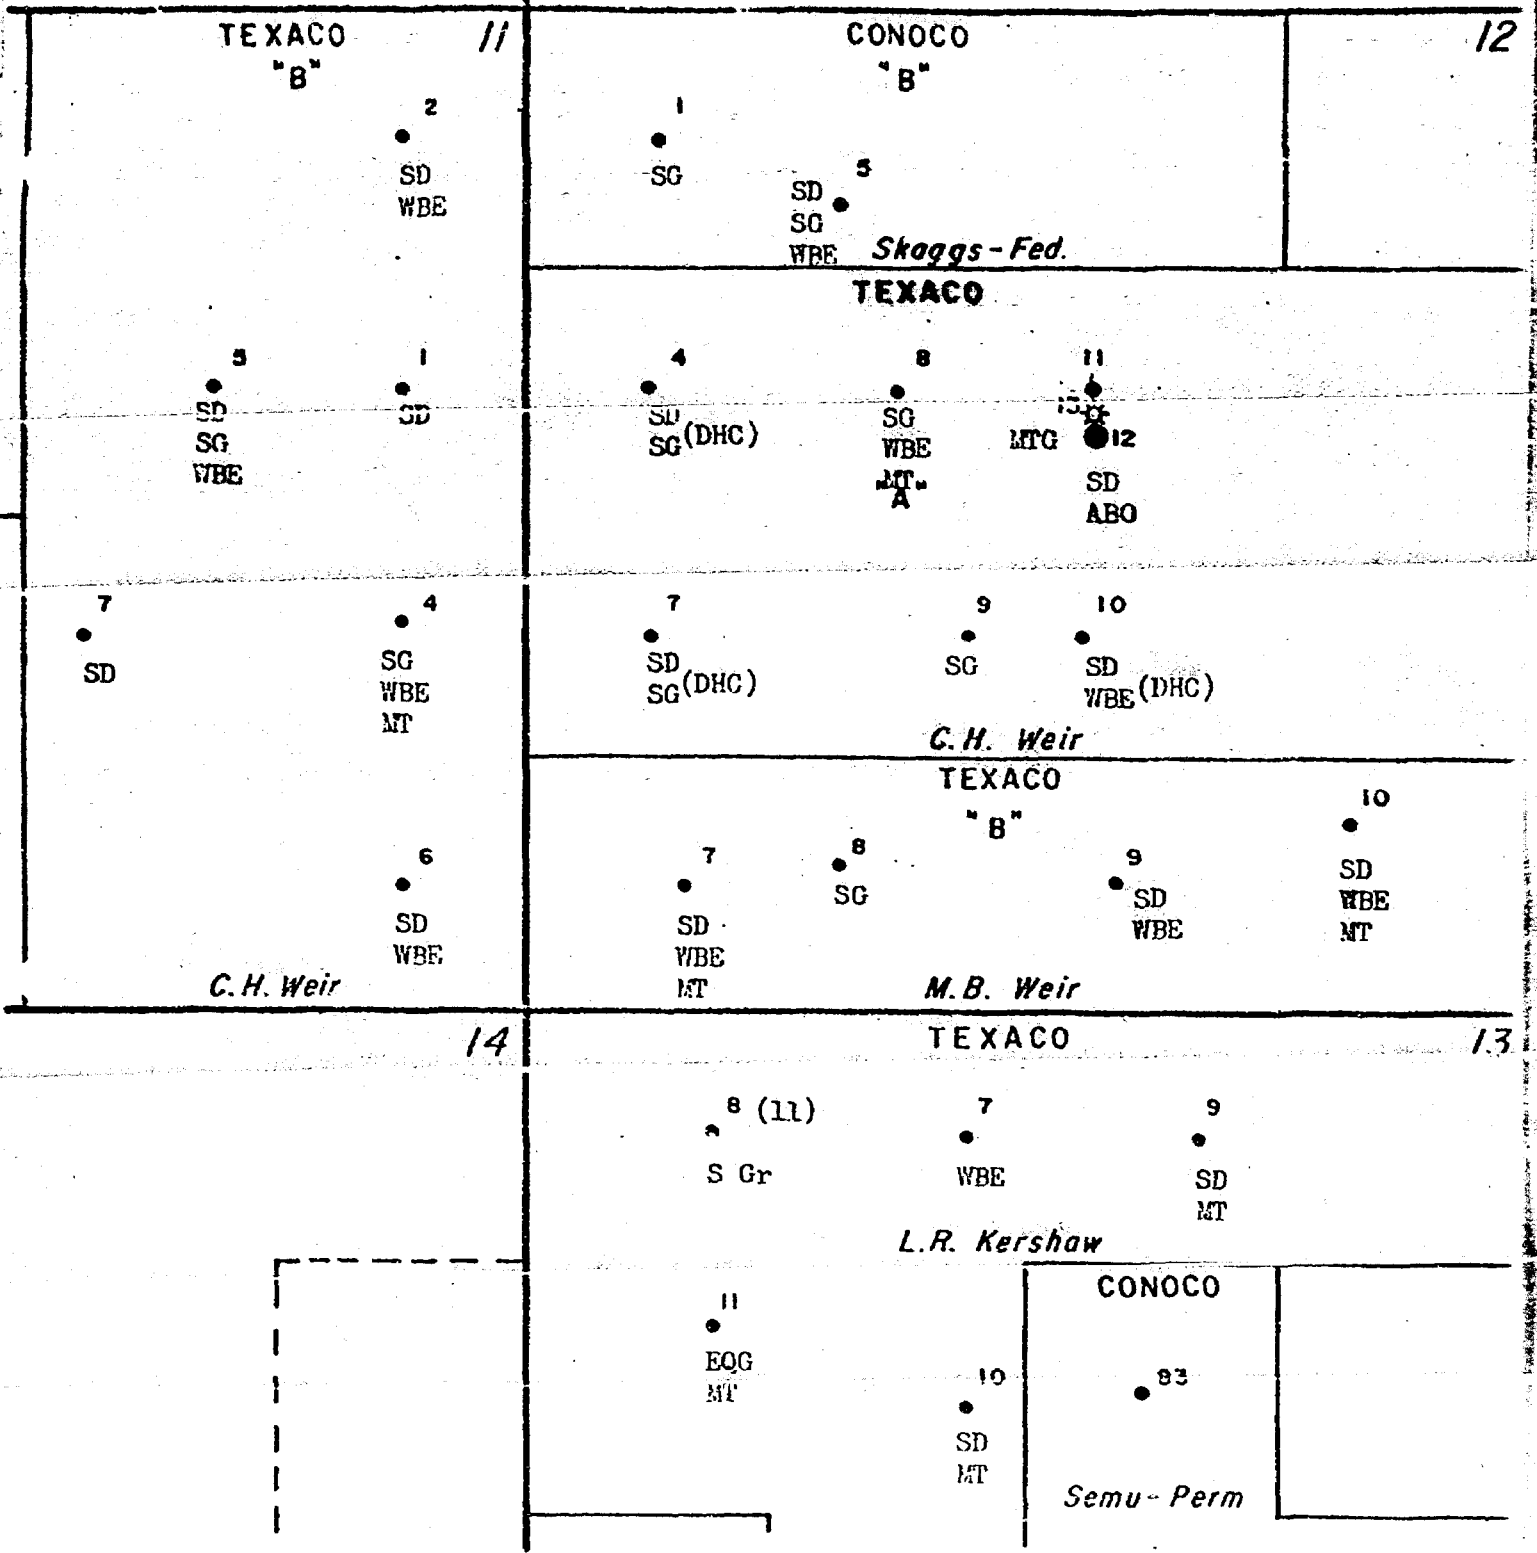 TEXACO 11
"B"
2
SD
WBE
5
SD
SG
WBE
1
SD
7
SD
4
SG
WBE
MT
6
SD
WBE
C.H. Weir
CONOCO 12
"B"
1
SG
5
SD
SG
WBE
Skaggs-Fed.
TEXACO
4
SD
SG (DHC)
8
SG
WBE
MT
"A"
11
13
MTG 12
SD
ABO
7
SD
SG (DHC)
9
SG
10
SD
WBE (DHC)
C.H. Weir
TEXACO
"B"
7
SD
WBE
MT
8
SG
9
SD
WBE
10
SD
WBE
MT
M.B. Weir
14
TEXACO 13
8 (11)
S Gr
7
WBE
9
SD
MT
L.R. Kershaw
11
EQG
MT
10
SD
MT
CONOCO
83
Semu-Perm